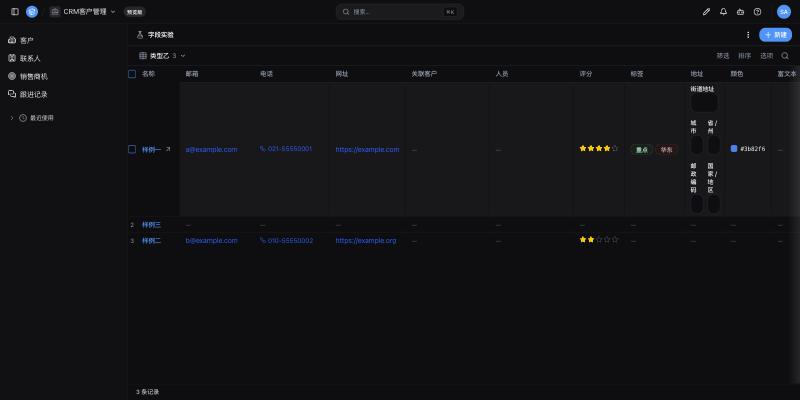 CRM客户管理 预览版 搜索... ⌘K SA
客户
联系人
销售商机
跟进记录
最近使用
字段实验 新建
类型乙 3 筛选 排序 选项
名称 邮箱 电话 网址 关联客户 人员 评分 标签 地址 颜色 富文本
样例一 a@example.com 021-55550001 https://example.com — — 重点 华东 #3b82f6 —
街道地址
城市 省 / 州
邮政编码 国家 / 地区
2 样例三 — — — — — — — — — —
3 样例二 b@example.com 010-55550002 https://example.org — — — — — —
3 条记录